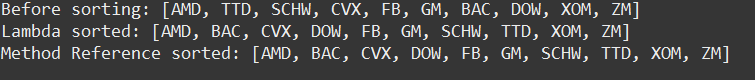 Before sorting: [AMD, TTD, SCHW, CVX, FB, GM, BAC, DOW, XOM, ZM]
Lambda sorted: [AMD, BAC, CVX, DOW, FB, GM, SCHW, TTD, XOM, ZM]
Method Reference sorted: [AMD, BAC, CVX, DOW, FB, GM, SCHW, TTD, XOM, ZM]